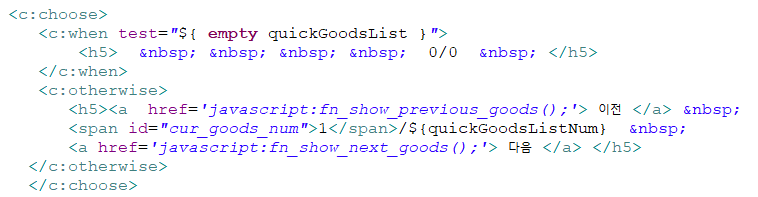 <c:choose>
<c:when test="${ empty quickGoodsList }">
<h5>  &nbsp; &nbsp; &nbsp; &nbsp;  0/0  &nbsp; </h5>
</c:when>
<c:otherwise>
<h5><a  href='javascript:fn_show_previous_goods();'> 이전 </a> &nbsp;
<span id="cur_goods_num">1</span>/${quickGoodsListNum}  &nbsp;
<a href='javascript:fn_show_next_goods();'> 다음 </a> </h5>
</c:otherwise>
</c:choose>